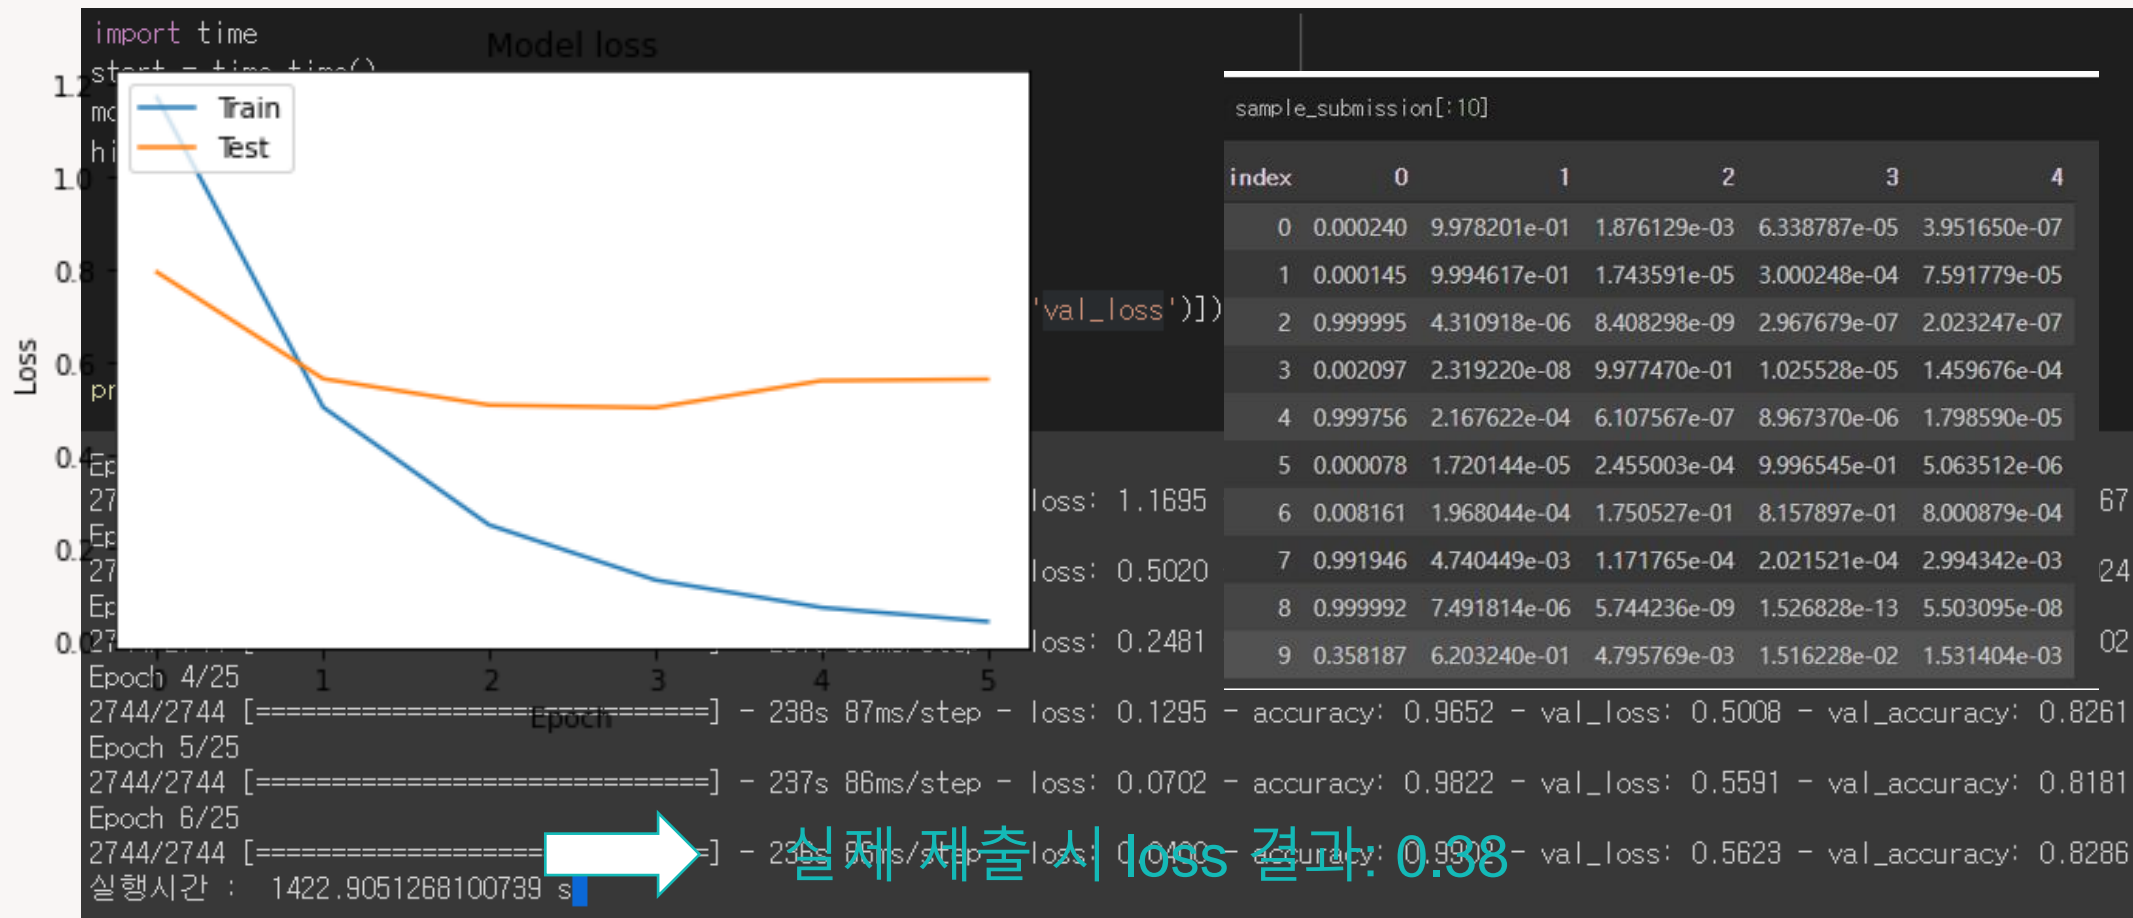 import time
Model loss
1.2
1.0
0.8
0.6
0.4
0.2
0.0
Loss
Train
Test
0 1 2 3 4 5
Epoch
'val_loss')])
sample_submission[:10]
index 0 1 2 3 4
0 0.000240 9.978201e-01 1.876129e-03 6.338787e-05 3.951650e-07
1 0.000145 9.994617e-01 1.743591e-05 3.000248e-04 7.591779e-05
2 0.999995 4.310918e-06 8.408298e-09 2.967679e-07 2.023247e-07
3 0.002097 2.319220e-08 9.977470e-01 1.025528e-05 1.459676e-04
4 0.999756 2.167622e-04 6.107567e-07 8.967370e-06 1.798590e-05
5 0.000078 1.720144e-05 2.455003e-04 9.996545e-01 5.063512e-06
6 0.008161 1.968044e-04 1.750527e-01 8.157897e-01 8.000879e-04
7 0.991946 4.740449e-03 1.171765e-04 2.021521e-04 2.994342e-03
8 0.999992 7.491814e-06 5.744236e-09 1.526828e-13 5.503095e-08
9 0.358187 6.203240e-01 4.795769e-03 1.516228e-02 1.531404e-03
loss: 1.1695
loss: 0.5020
loss: 0.2481
Epoch 4/25
2744/2744 [==============================] - 238s 87ms/step - loss: 0.1295 - accuracy: 0.9652 - val_loss: 0.5008 - val_accuracy: 0.8261
Epoch 5/25
2744/2744 [==============================] - 237s 86ms/step - loss: 0.0702 - accuracy: 0.9822 - val_loss: 0.5591 - val_accuracy: 0.8181
Epoch 6/25
2744/2744 - val_loss: 0.5623 - val_accuracy: 0.8286
실제 제출 시 loss 결과: 0.38
실행시간 : 1422.9051268100739 s